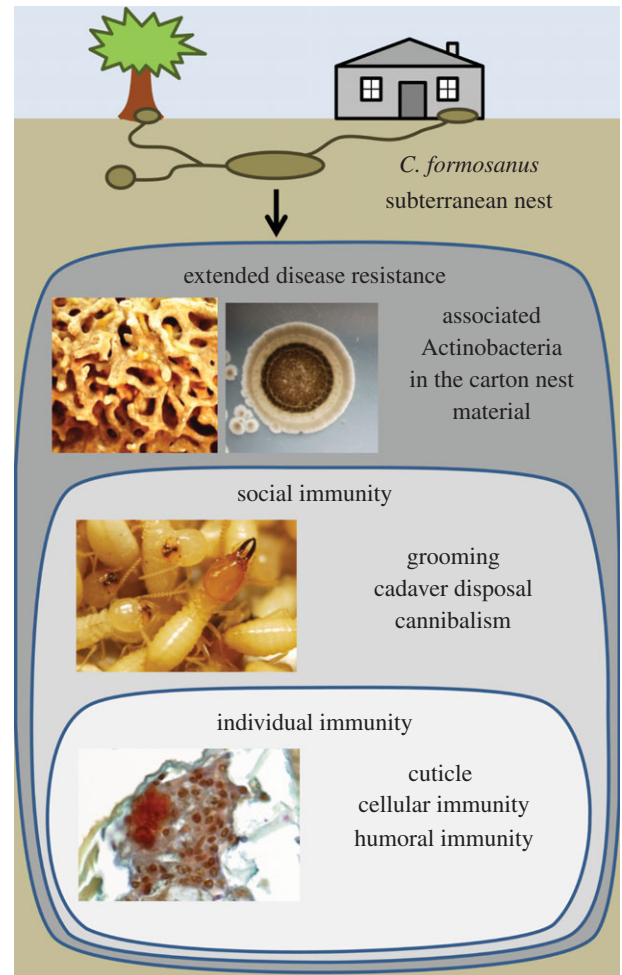 C. formosanus
subterranean nest
extended disease resistance
associated
Actinobacteria
in the carton nest
material
social immunity
grooming
cadaver disposal
cannibalism
individual immunity
cuticle
cellular immunity
humoral immunity